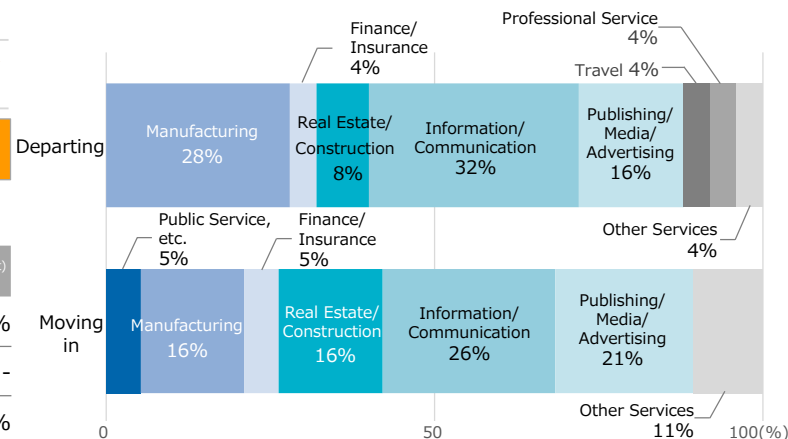 Professional Service
4%
Finance/
Insurance
4%
Travel 4%
Departing
Manufacturing
28%
Real Estate/
Construction
8%
Information/
Communication
32%
Publishing/
Media/
Advertising
16%
Other Services
4%
Public Service,
etc.
5%
Finance/
Insurance
5%
Moving
in
Manufacturing
16%
Real Estate/
Construction
16%
Information/
Communication
26%
Publishing/
Media/
Advertising
21%
Other Services
11%
0
50
100(%)
%
-
%